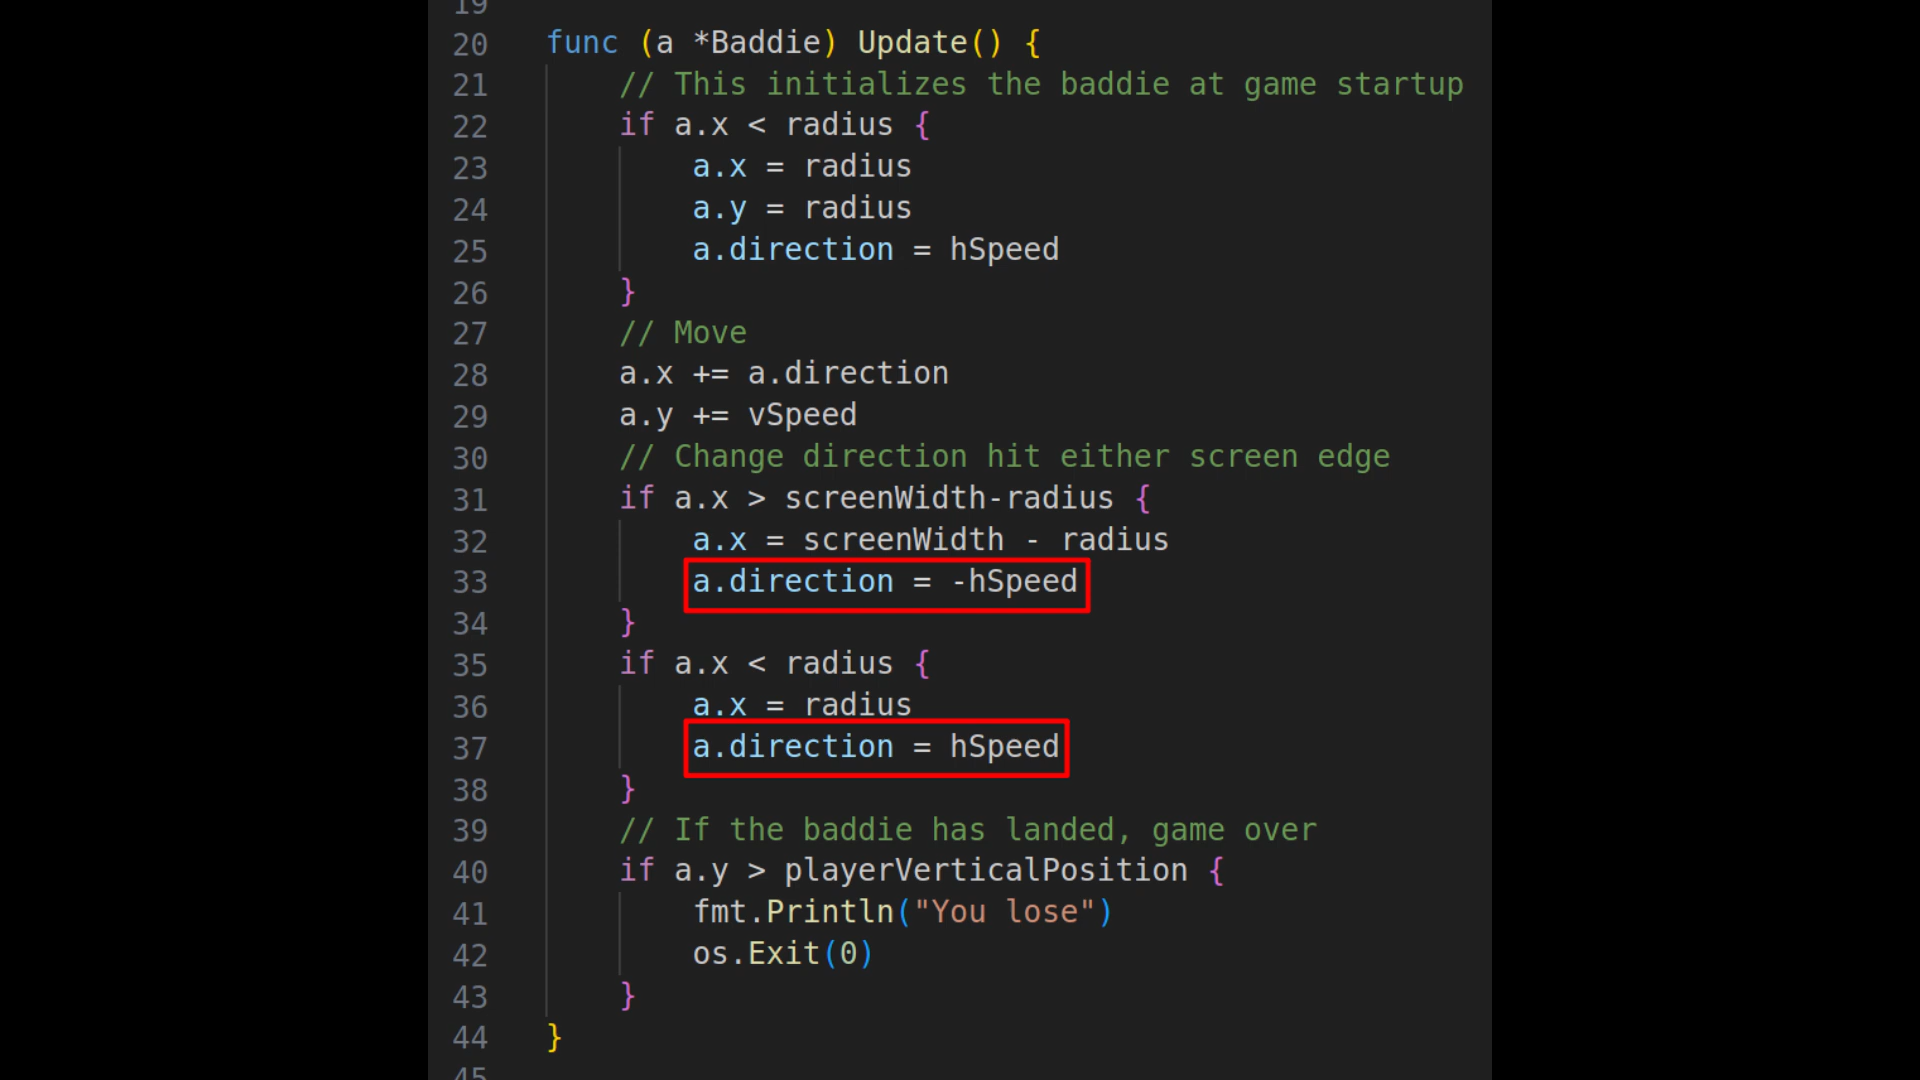 19
20 func (a *Baddie) Update() {
21 // This initializes the baddie at game startup
22 if a.x < radius {
23 a.x = radius
24 a.y = radius
25 a.direction = hSpeed
26 }
27 // Move
28 a.x += a.direction
29 a.y += vSpeed
30 // Change direction hit either screen edge
31 if a.x > screenWidth-radius {
32 a.x = screenWidth - radius
33 a.direction = -hSpeed
34 }
35 if a.x < radius {
36 a.x = radius
37 a.direction = hSpeed
38 }
39 // If the baddie has landed, game over
40 if a.y > playerVerticalPosition {
41 fmt.Println("You lose")
42 os.Exit(0)
43 }
44 }
45